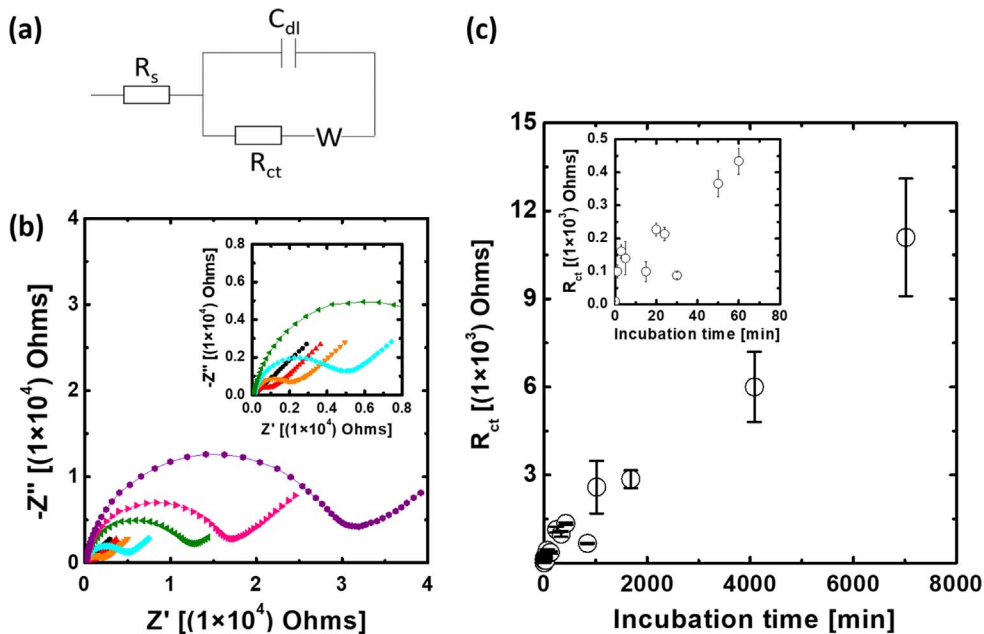 (a)
C_dl
R_s
W
R_ct
(b)
4
3
2
1
0
0 1 2 3 4
-Z'' [(1×10^4) Ohms]
Z' [(1×10^4) Ohms]
0.8
0.6
0.4
0.2
0.0
0.0 0.2 0.4 0.6 0.8
-Z'' [(1×10^4) Ohms]
Z' [(1×10^4) Ohms]
(c)
15
12
9
6
3
0
0 2000 4000 6000 8000
R_ct [(1×10^3) Ohms]
Incubation time [min]
0.5
0.4
0.3
0.2
0.1
0.0
0 20 40 60 80
R_ct [(1×10^3) Ohms]
Incubation time [min]